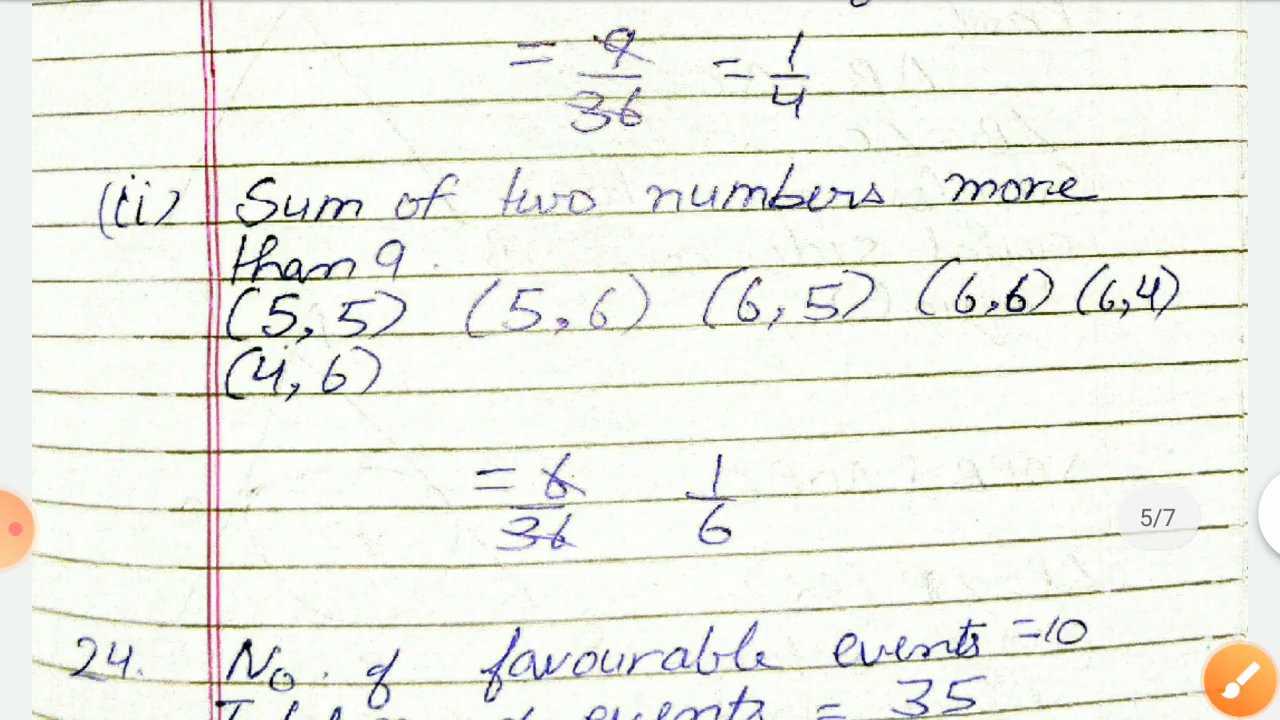 = 9/36 = 1/4
(ii) Sum of two numbers more
than 9.
(5,5) (5,6) (6,5) (6,6) (6,4)
(4,6)
= 6/36 1/6
5/7
24. No. of favourable events =10
events = 35